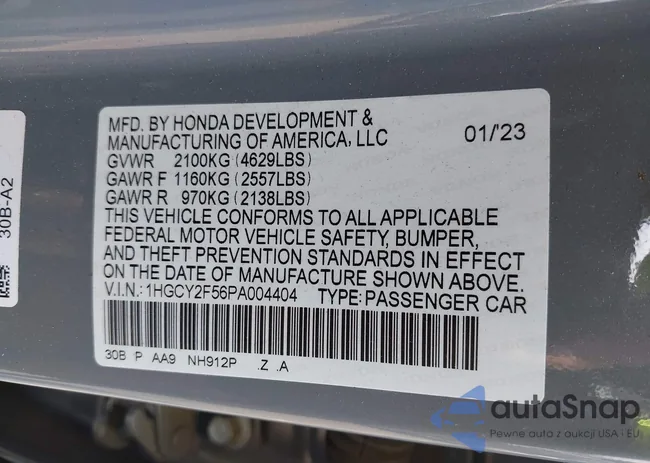 30B-A2
MFD. BY HONDA DEVELOPMENT &
MANUFACTURING OF AMERICA, LLC 01/'23
GVWR 2100KG (4629LBS)
GAWR F 1160KG (2557LBS)
GAWR R 970KG (2138LBS)
THIS VEHICLE CONFORMS TO ALL APPLICABLE
FEDERAL MOTOR VEHICLE SAFETY, BUMPER,
AND THEFT PREVENTION STANDARDS IN EFFECT
ON THE DATE OF MANUFACTURE SHOWN ABOVE.
V.I.N.: 1HGCY2F56PA004404 TYPE: PASSENGER CAR
30B P AA9 NH912P .Z .A
autoSnap
Pewne auta z aukcji USA i EU